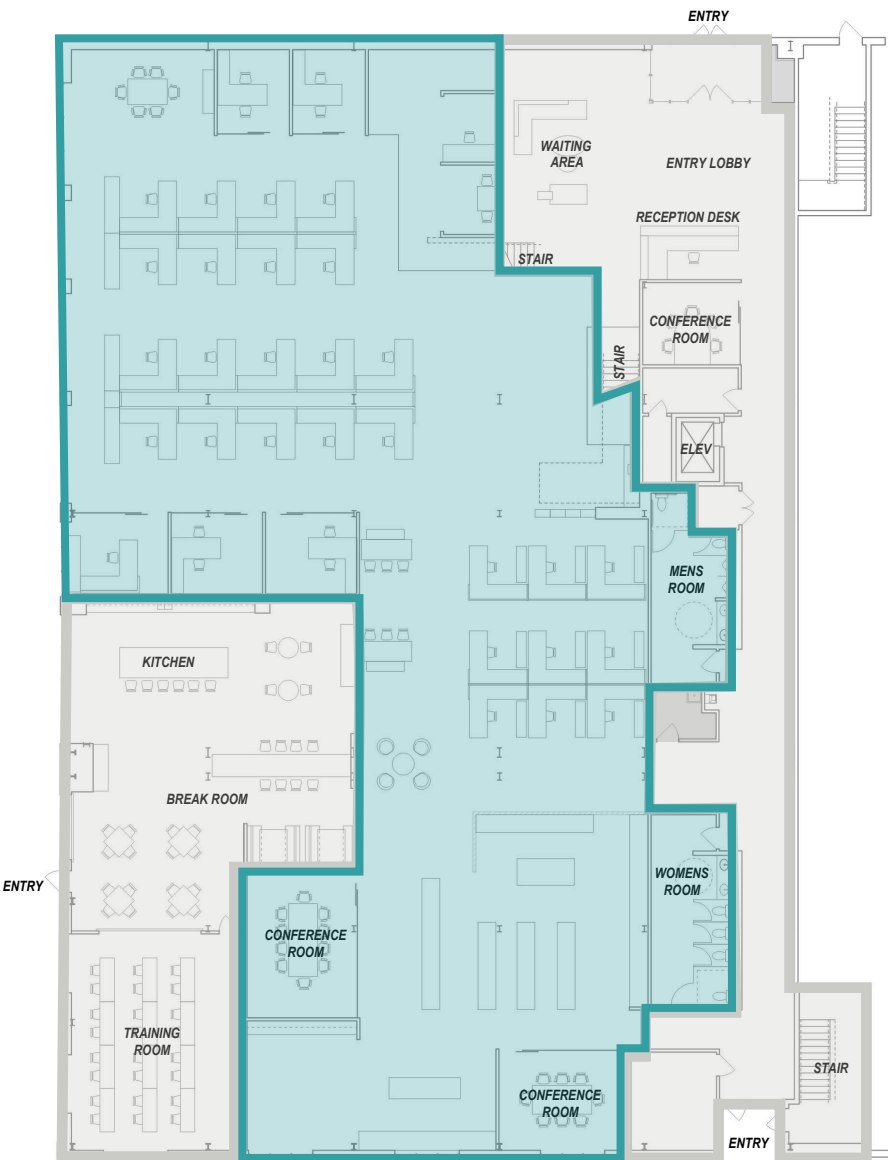 ENTRY
WAITING
AREA
ENTRY LOBBY
RECEPTION DESK
STAIR
CONFERENCE
ROOM
STAIR
ELEV
MENS
ROOM
KITCHEN
BREAK ROOM
ENTRY
WOMENS
ROOM
CONFERENCE
ROOM
TRAINING
ROOM
STAIR
CONFERENCE
ROOM
ENTRY